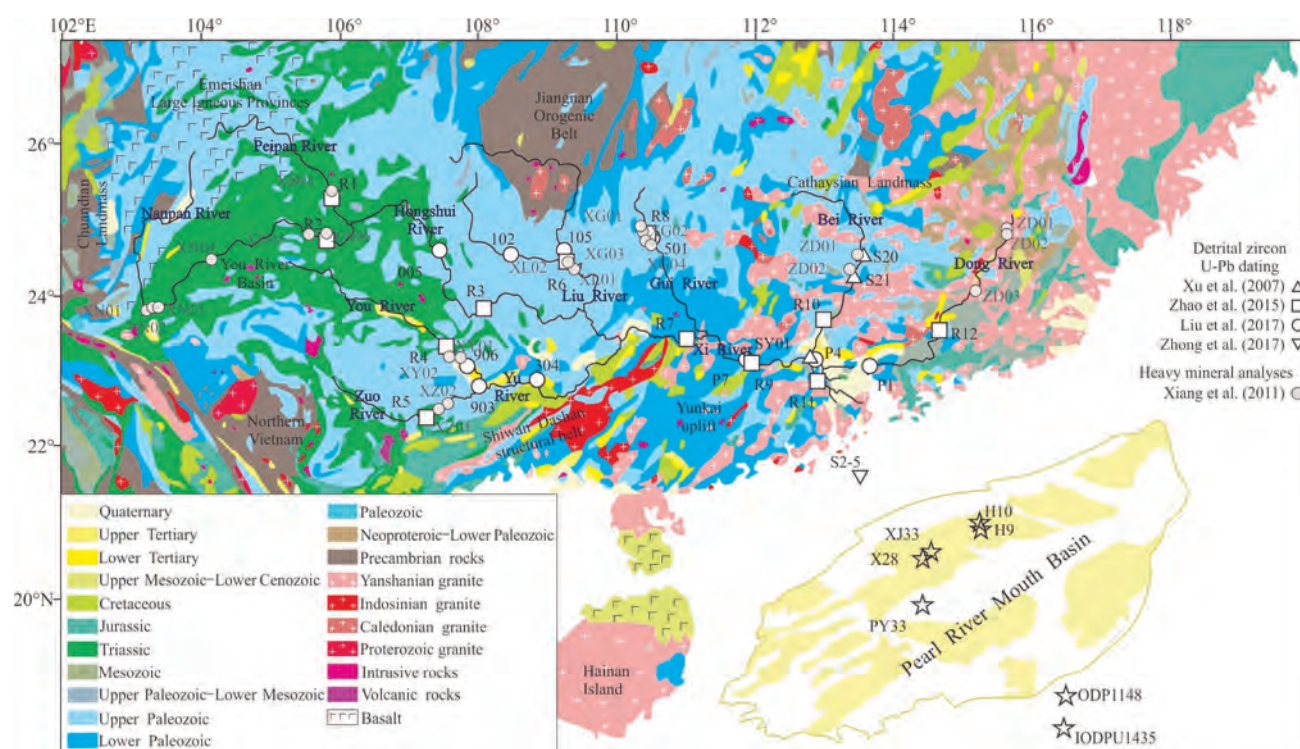 102°E
104
106
108
110
112
114
116
118°
26°
24°
22°
20°N
Emeishan
Large Igneous Provinces
Jiangnan
Orogenic
Belt
Cathaysian Landmass
Chuandian
Landmass
Peipan River
Nanpan River
Hongshui
River
You River
Basin
You River
Zuo
River
Yu
River
Liu River
Gui River
Xi River
Bei River
Dong River
Northern
Vietnam
Shiwan Dashan
structural belt
Yunkai
uplift
R1
R2
005
R3
102
105
XL02
XG01
R8
XG02
501
XG03
R6
R4
XY02
906
304
XZ02
903
R5
R7
SY01
P7
R9
R10
P4
R11
P1
R12
ZD01
ZD02
S20
S21
ZD01
ZD02
ZD03
XN01
S2-5
Detrital zircon
U-Pb dating
Xu et al. (2007)
Zhao et al. (2015)
Liu et al. (2017)
Zhong et al. (2017)
Heavy mineral analyses
Xiang et al. (2011)
Quaternary
Upper Tertiary
Lower Tertiary
Upper Mesozoic-Lower Cenozoic
Cretaceous
Jurassic
Triassic
Mesozoic
Upper Paleozoic-Lower Mesozoic
Upper Paleozoic
Lower Paleozoic
Paleozoic
Neoproteroic-Lower Paleozoic
Precambrian rocks
Yanshanian granite
Indosinian granite
Caledonian granite
Proterozoic granite
Intrusive rocks
Volcanic rocks
Basalt
Hainan
Island
H10
H9
XJ33
X28
PY33
Pearl River Mouth Basin
ODP1148
IODPU1435